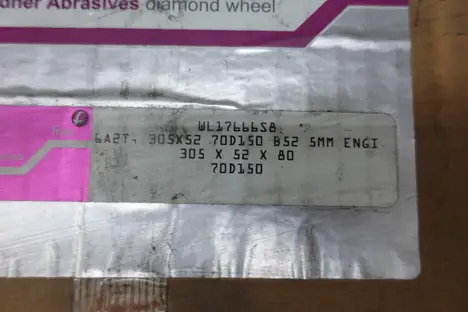 dner Abrasives diamond wheel
WL1766658
6A2T, 305X52 70D150 B52 5MM ENGI
305 X 52 X 80
70D150